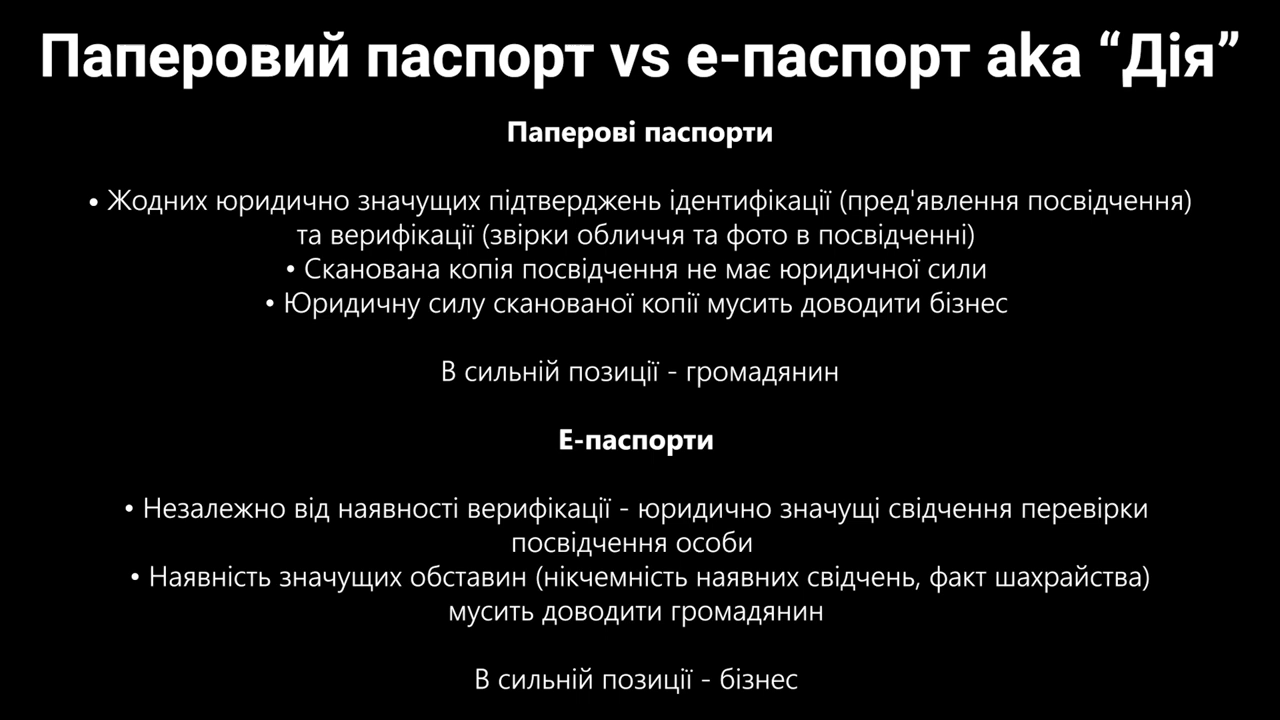 Паперовий паспорт vs е-паспорт aka “Дія”
Паперові паспорти
• Жодних юридично значущих підтверджень ідентифікації (пред'явлення посвідчення)
та верифікації (звірки обличчя та фото в посвідченні)
• Сканована копія посвідчення не має юридичної сили
• Юридичну силу сканованої копії мусить доводити бізнес
В сильній позиції - громадянин
Е-паспорти
• Незалежно від наявності верифікації - юридично значущі свідчення перевірки
посвідчення особи
• Наявність значущих обставин (нікчемність наявних свідчень, факт шахрайства)
мусить доводити громадянин
В сильній позиції - бізнес